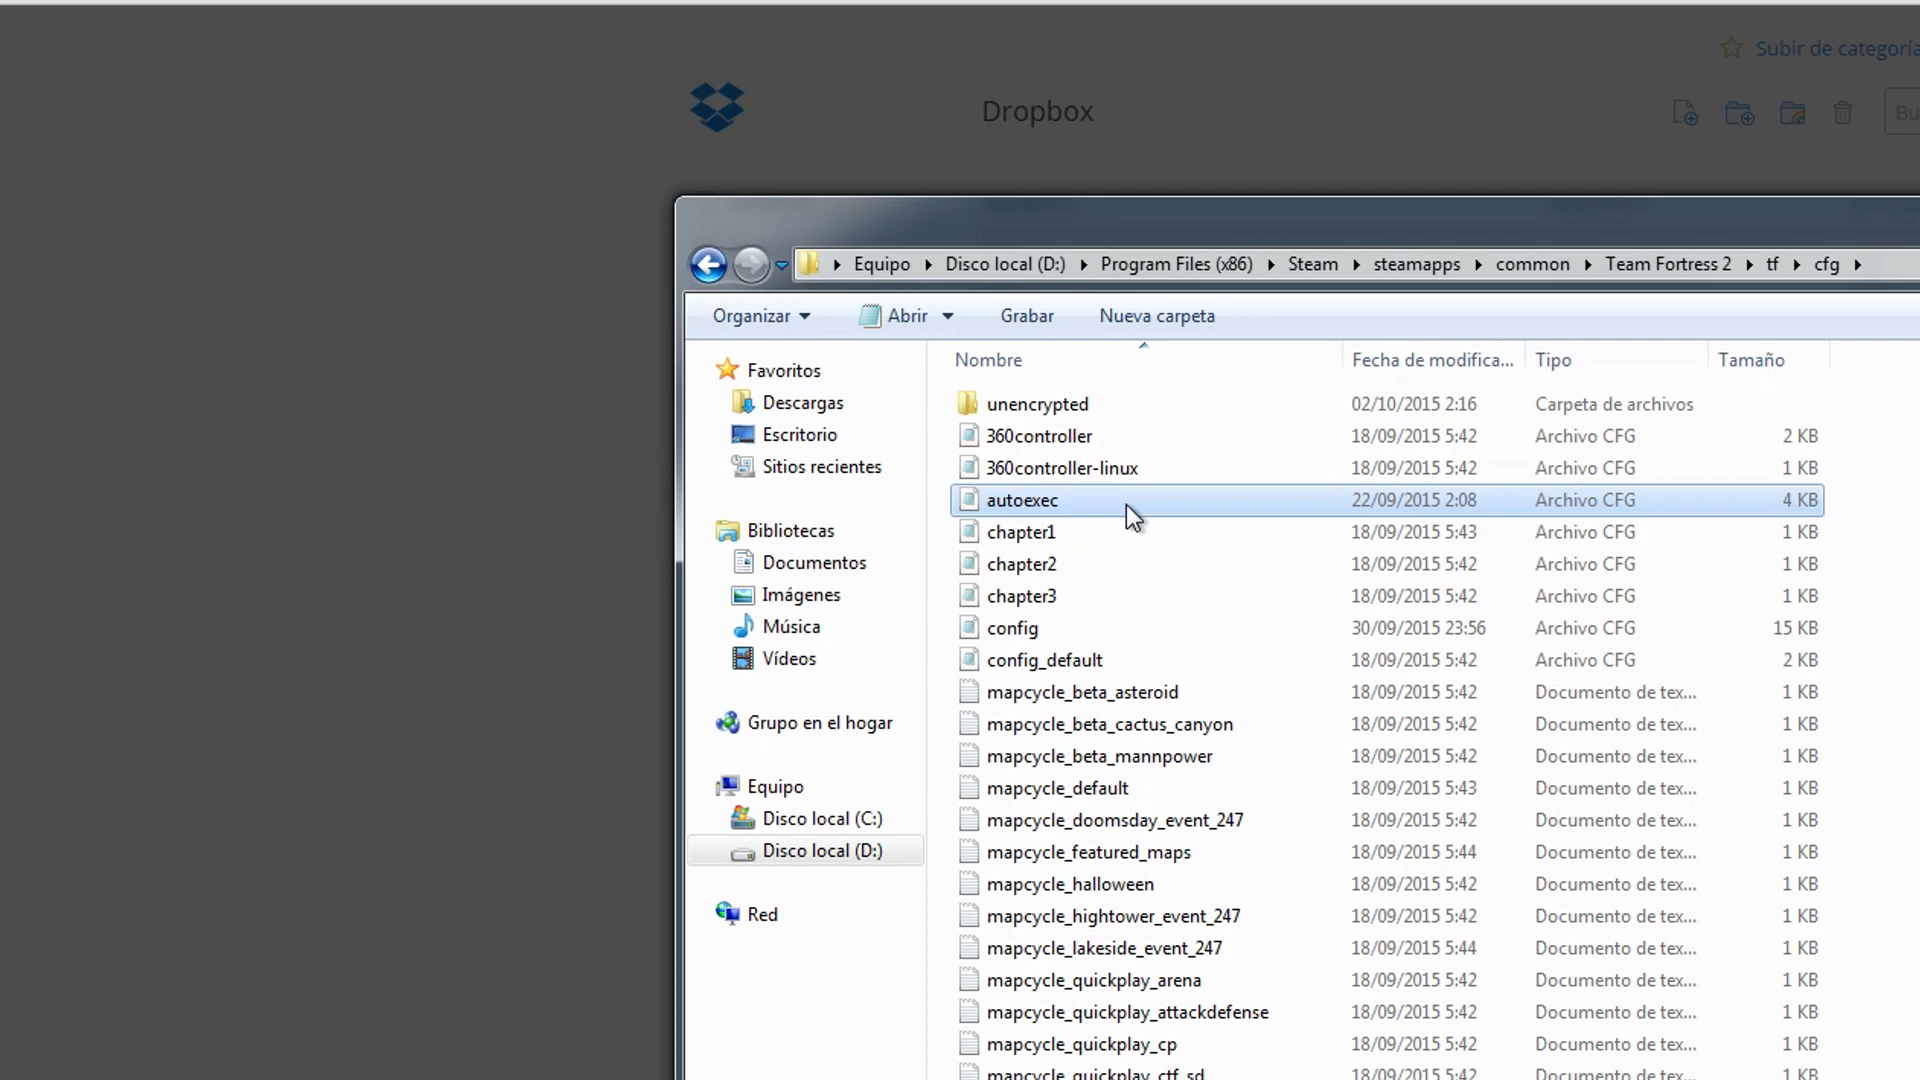 Subir de categoría
Dropbox
Bu
Equipo Disco local (D:) Program Files (x86) Steam steamapps common Team Fortress 2 tf cfg
Organizar Abrir Grabar Nueva carpeta
Nombre Fecha de modifica... Tipo Tamaño
Favoritos
Descargas
Escritorio
Sitios recientes
Bibliotecas
Documentos
Imágenes
Música
Vídeos
Grupo en el hogar
Equipo
Disco local (C:)
Disco local (D:)
Red
unencrypted 02/10/2015 2:16 Carpeta de archivos
360controller 18/09/2015 5:42 Archivo CFG 2 KB
360controller-linux 18/09/2015 5:42 Archivo CFG 1 KB
autoexec 22/09/2015 2:08 Archivo CFG 4 KB
chapter1 18/09/2015 5:43 Archivo CFG 1 KB
chapter2 18/09/2015 5:42 Archivo CFG 1 KB
chapter3 18/09/2015 5:42 Archivo CFG 1 KB
config 30/09/2015 23:56 Archivo CFG 15 KB
config_default 18/09/2015 5:42 Archivo CFG 2 KB
mapcycle_beta_asteroid 18/09/2015 5:42 Documento de tex... 1 KB
mapcycle_beta_cactus_canyon 18/09/2015 5:42 Documento de tex... 1 KB
mapcycle_beta_mannpower 18/09/2015 5:42 Documento de tex... 1 KB
mapcycle_default 18/09/2015 5:43 Documento de tex... 1 KB
mapcycle_doomsday_event_247 18/09/2015 5:42 Documento de tex... 1 KB
mapcycle_featured_maps 18/09/2015 5:44 Documento de tex... 1 KB
mapcycle_halloween 18/09/2015 5:42 Documento de tex... 1 KB
mapcycle_hightower_event_247 18/09/2015 5:42 Documento de tex... 1 KB
mapcycle_lakeside_event_247 18/09/2015 5:44 Documento de tex... 1 KB
mapcycle_quickplay_arena 18/09/2015 5:42 Documento de tex... 1 KB
mapcycle_quickplay_attackdefense 18/09/2015 5:42 Documento de tex... 1 KB
mapcycle_quickplay_cp 18/09/2015 5:42 Documento de tex... 1 KB
mapcycle_quickplay_ctf_sd 18/09/2015 5:42 Documento de tex... 1 KB